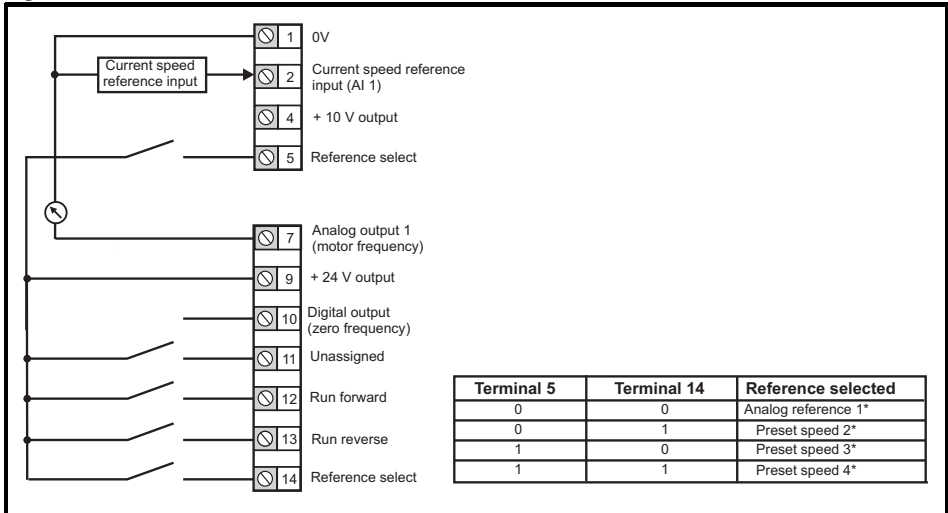 1 0V
Current speed
reference input
2 Current speed reference
input (AI 1)
4 + 10 V output
5 Reference select
7 Analog output 1
(motor frequency)
9 + 24 V output
10 Digital output
(zero frequency)
11 Unassigned
12 Run forward
13 Run reverse
14 Reference select
Terminal 5 Terminal 14 Reference selected
0 0 Analog reference 1*
0 1 Preset speed 2*
1 0 Preset speed 3*
1 1 Preset speed 4*